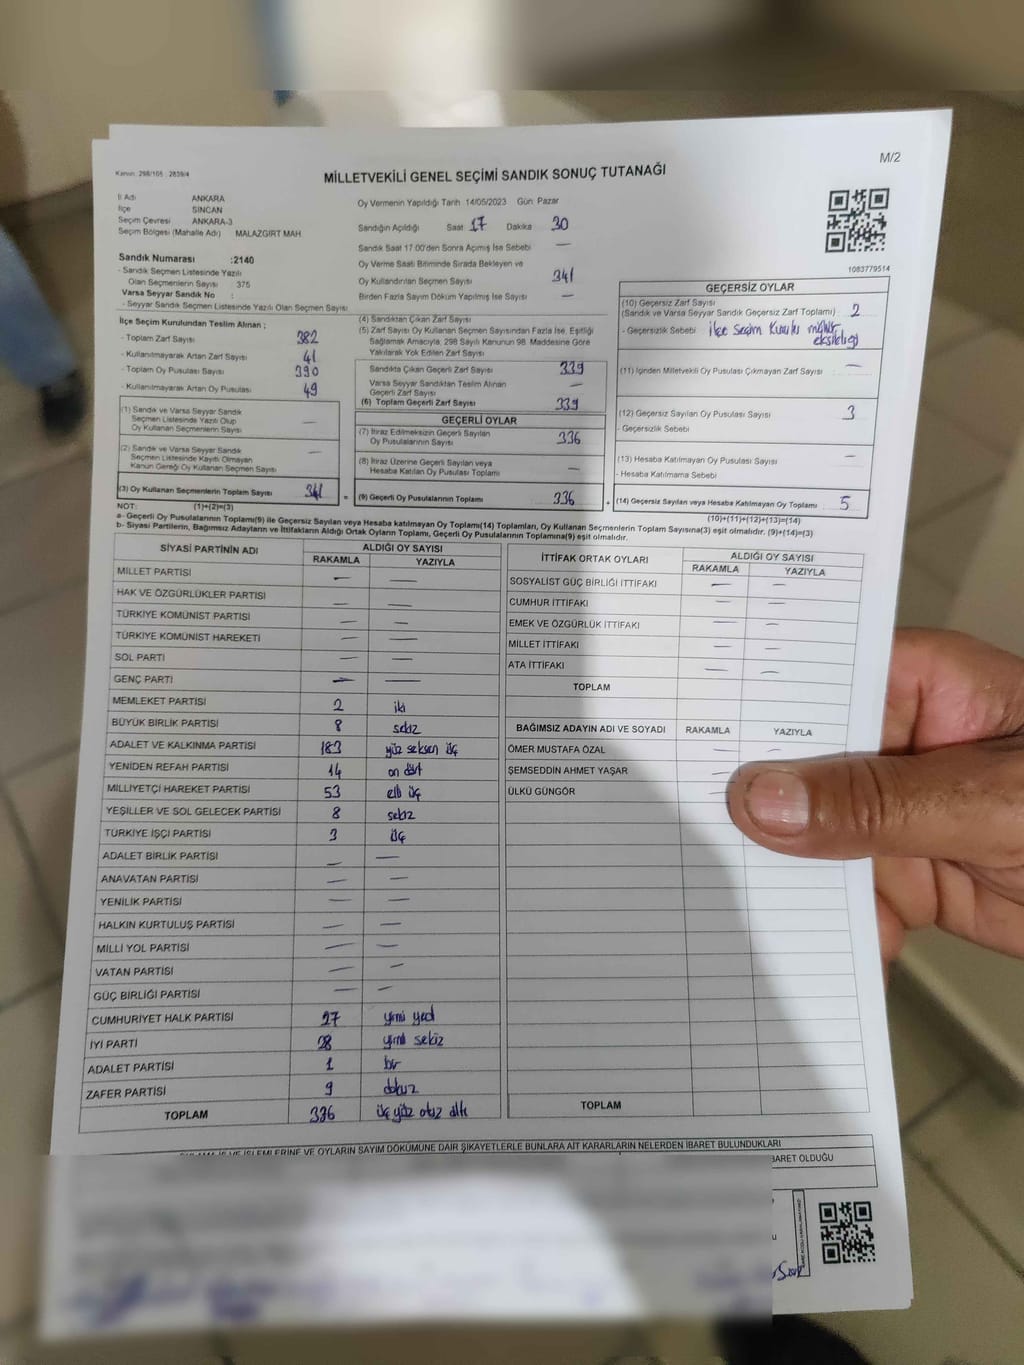 M/2
Kanun : 298/105 : 2839/4
MİLLETVEKİLİ GENEL SEÇİMİ SANDIK SONUÇ TUTANAĞI
İl Adı ANKARA
İlçe SİNCAN
Seçim Çevresi ANKARA-3
Seçim Bölgesi (Mahalle Adı) MALAZGİRT MAH.
Sandık Numarası :2140
- Sandık Seçmen Listesinde Yazılı
Olan Seçmenlerin Sayısı 375
Varsa Seyyar Sandık No :
- Seyyar Sandık Seçmen Listesinde Yazılı Olan Seçmen Sayısı
İlçe Seçim Kurulundan Teslim Alınan ;
- Toplam Zarf Sayısı 382
- Kullanılmayarak Artan Zarf Sayısı 41
- Toplam Oy Pusulası Sayısı 390
- Kullanılmayarak Artan Oy Pusulası 49
(1) Sandık ve Varsa Seyyar Sandık
Seçmen Listesinde Yazılı Olup
Oy Kullanan Seçmenlerin Sayısı —
(2) Sandık ve Varsa Seyyar Sandık
Seçmen Listesinde Kayıtlı Olmayan
Kanun Gereği Oy Kullanan Seçmen Sayısı —
(3) Oy Kullanan Seçmenlerin Toplam Sayısı 341
Oy Vermenin Yapıldığı Tarih 14/05/2023 Gün: Pazar
Sandığın Açıldığı Saat 17 Dakika 30
Sandık Saat 17.00'den Sonra Açılmış İse Sebebi —
Oy Verme Saati Bitiminde Sırada Bekleyen ve
Oy Kullandırılan Seçmen Sayısı 341
Birden Fazla Sayım Döküm Yapılmış İse Sayısı —
(4) Sandıktan Çıkan Zarf Sayısı
(5) Zarf Sayısı Oy Kullanan Seçmen Sayısından Fazla İse, Eşitliği
Sağlamak Amacıyla, 298 Sayılı Kanunun 98. Maddesine Göre
Yakılarak Yok Edilen Zarf Sayısı
Sandıkta Çıkan Geçerli Zarf Sayısı 339
Varsa Seyyar Sandıktan Teslim Alınan
Geçerli Zarf Sayısı —
(6) Toplam Geçerli Zarf Sayısı 339
GEÇERLİ OYLAR
(7) İtiraz Edilmeksizin Geçerli Sayılan
Oy Pusulalarının Sayısı 336
(8) İtiraz Üzerine Geçerli Sayılan veya
Hesaba Katılan Oy Pusulası Toplamı —
= (9) Geçerli Oy Pusulalarının Toplamı 336
1083779514
GEÇERSİZ OYLAR
(10) Geçersiz Zarf Sayısı
(Sandık ve Varsa Seyyar Sandık Geçersiz Zarf Toplamı) 2
- Geçersizlik Sebebi : İlçe Seçim Kurulu mühür
eksikliği
(11) İçinden Milletvekili Oy Pusulası Çıkmayan Zarf Sayısı —
(12) Geçersiz Sayılan Oy Pusulası Sayısı 3
- Geçersizlik Sebebi :
(13) Hesaba Katılmayan Oy Pusulası Sayısı —
- Hesaba Katılmama Sebebi
+ (14) Geçersiz Sayılan veya Hesaba Katılmayan Oy Toplamı 5
NOT: (1)+(2)=(3) (10)+(11)+(12)+(13)=(14)
a- Geçerli Oy Pusulalarının Toplamı(9) ile Geçersiz Sayılan veya Hesaba katılmayan Oy Toplamı(14) Toplamları, Oy Kullanan Seçmenlerin Toplam Sayısına(3) eşit olmalıdır. (9)+(14)=(3)
b- Siyasi Partilerin, Bağımsız Adayların ve İttifakların Aldığı Ortak Oyların Toplamı, Geçerli Oy Pusulalarının Toplamına(9) eşit olmalıdır.
SİYASİ PARTİNİN ADI ALDIĞI OY SAYISI
RAKAMLA YAZIYLA
MİLLET PARTİSİ — —
HAK VE ÖZGÜRLÜKLER PARTİSİ — —
TÜRKİYE KOMÜNİST PARTİSİ — —
TÜRKİYE KOMÜNİST HAREKETİ — —
SOL PARTİ — —
GENÇ PARTİ — —
MEMLEKET PARTİSİ 2 iki
BÜYÜK BİRLİK PARTİSİ 8 sekiz
ADALET VE KALKINMA PARTİSİ 183 yüz seksen üç
YENİDEN REFAH PARTİSİ 14 on dört
MİLLİYETÇİ HAREKET PARTİSİ 53 elli üç
YEŞİLLER VE SOL GELECEK PARTİSİ 8 sekiz
TÜRKİYE İŞÇİ PARTİSİ 3 üç
ADALET BİRLİK PARTİSİ — —
ANAVATAN PARTİSİ — —
YENİLİK PARTİSİ — —
HALKIN KURTULUŞ PARTİSİ — —
MİLLİ YOL PARTİSİ — —
VATAN PARTİSİ — —
GÜÇ BİRLİĞİ PARTİSİ — —
CUMHURİYET HALK PARTİSİ 27 yirmi yedi
İYİ PARTİ 28 yirmi sekiz
ADALET PARTİSİ 1 bir
ZAFER PARTİSİ 9 dokuz
TOPLAM 336 üç yüz otuz altı
İTTİFAK ORTAK OYLARI ALDIĞI OY SAYISI
RAKAMLA YAZIYLA
SOSYALİST GÜÇ BİRLİĞİ İTTİFAKI — —
CUMHUR İTTİFAKI — —
EMEK VE ÖZGÜRLÜK İTTİFAKI — —
MİLLET İTTİFAKI — —
ATA İTTİFAKI — —
TOPLAM
BAĞIMSIZ ADAYIN ADI VE SOYADI RAKAMLA YAZIYLA
ÖMER MUSTAFA ÖZAL — —
ŞEMSEDDİN AHMET YAŞAR —
ÜLKÜ GÜNGÖR —
TOPLAM
İŞLEMLERİNE VE OYLARIN SAYIM DÖKÜMÜNE DAİR ŞİKAYETLERLE BUNLARA AİT KARARLARIN NELERDEN İBARET BULUNDUKLARI
İBARET OLDUĞU